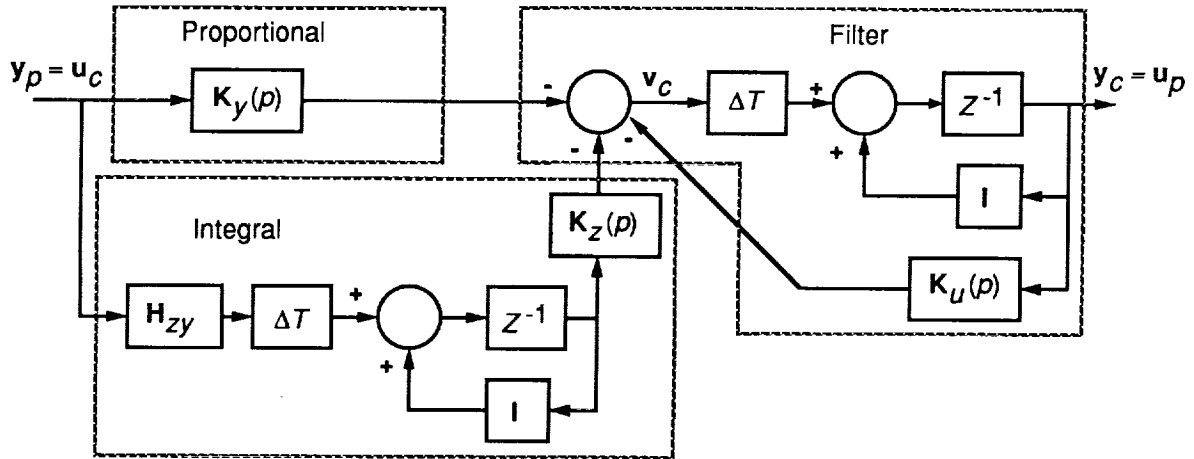 Proportional
Filter
y_p = u_c
K_y(p)
-
v_c
ΔT
+
Z⁻¹
y_c = u_p
-
-
+
I
K_z(p)
Integral
K_u(p)
H_zy
ΔT
+
Z⁻¹
+
I